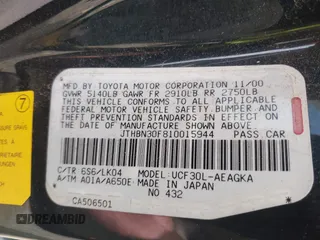 MFD. BY TOYOTA MOTOR CORPORATION 11/00
GVWR 5140LB GAWR FR 2910LB RR 2750LB
THIS VEHICLE CONFORMS TO ALL APPLICABLE
FEDERAL MOTOR VEHICLE SAFETY, BUMPER AND
THEFT PREVENTION STANDARDS IN EFFECT ON
THE DATE OF MANUFACTURE SHOWN ABOVE.
JTHBN30F810015944 PASS CAR
C/TR 6S6/LK04 MODEL: UCF30L-AEAGKA
A/TM A01A/A650E MADE IN JAPAN
NO 432
CA506501
7
DRAWBIDIO